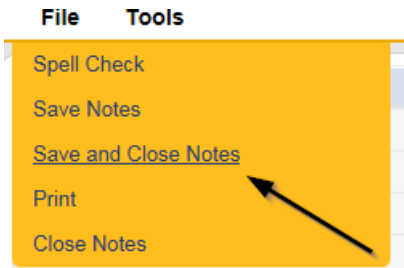 File Tools
Spell Check
Save Notes
Save and Close Notes
Print
Close Notes